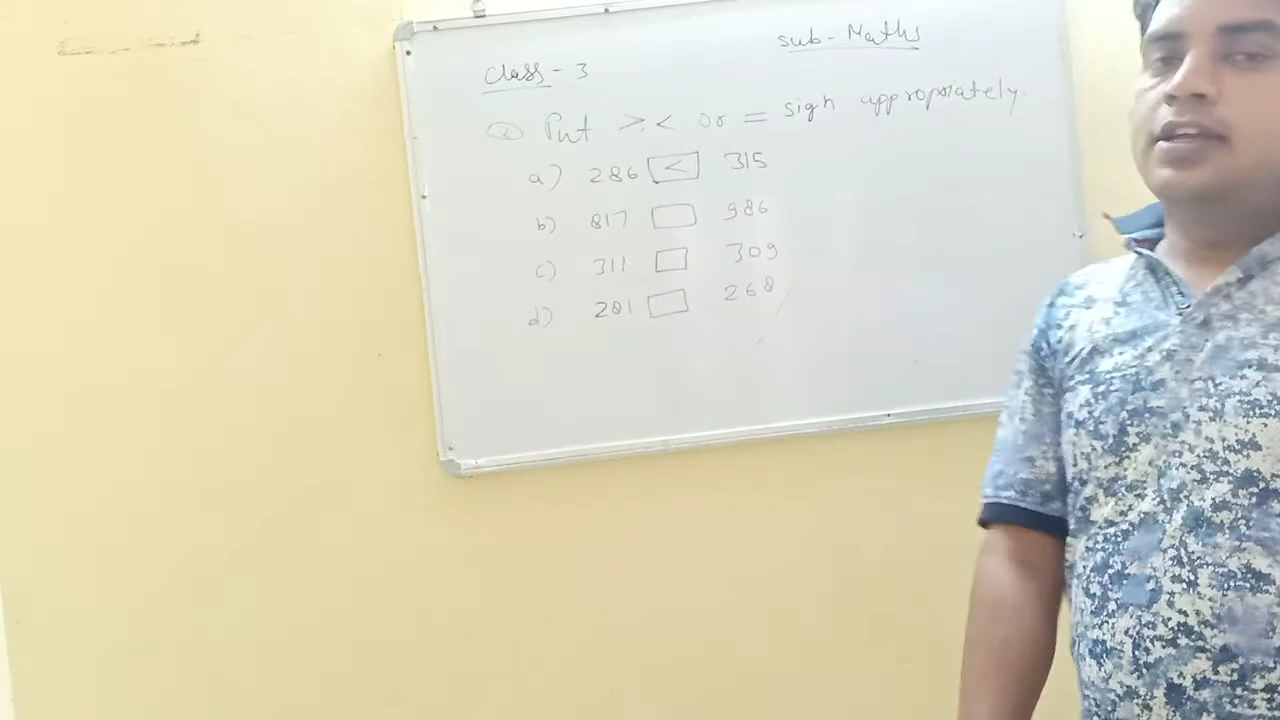 sub-Maths
Class-3
Q Put >.< or = sign appropriately.
a) 286 < 315
b) 817 986
c) 311 309
d) 281 268